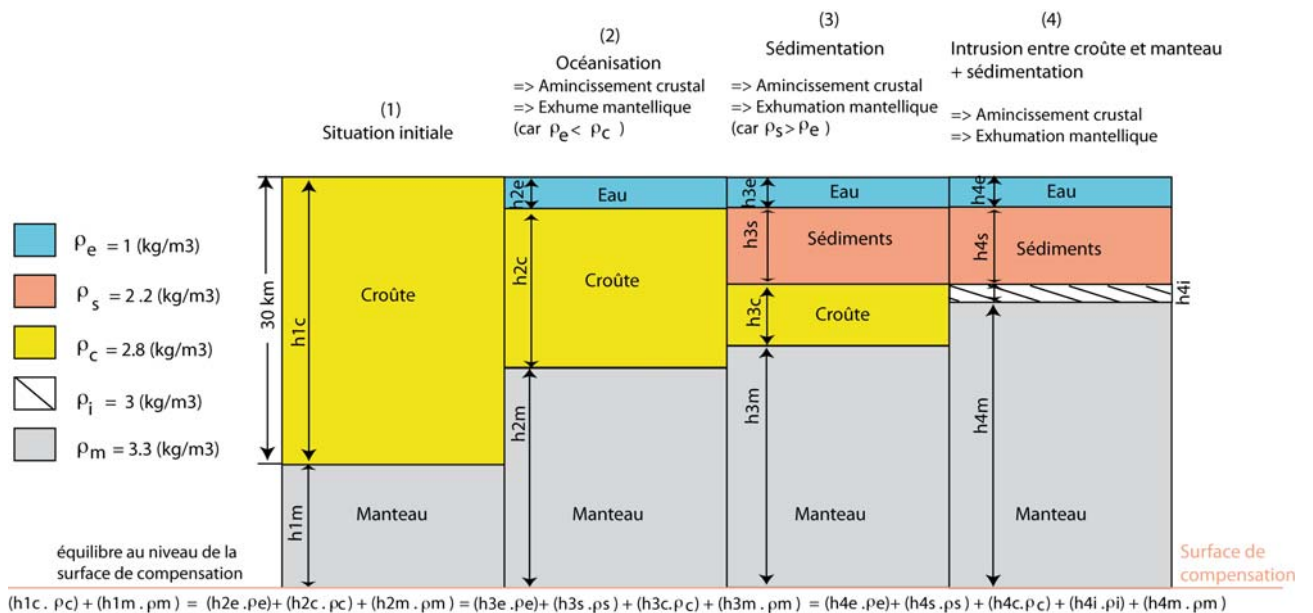 (1)
Situation initiale
(2)
Océanisation
=> Amincissement crustal
=> Exhume mantellique
(car ρe< ρc )
(3)
Sédimentation
=> Amincissement crustal
=> Exhumation mantellique
(car ρs> ρe )
(4)
Intrusion entre croûte et manteau
+ sédimentation
=> Amincissement crustal
=> Exhumation mantellique
ρe = 1 (kg/m3)
ρs = 2.2 (kg/m3)
ρc = 2.8 (kg/m3)
ρi = 3 (kg/m3)
ρm = 3.3 (kg/m3)
30 km
h1c
Croûte
h1m
Manteau
h2e
Eau
h2c
Croûte
h2m
Manteau
h3e
Eau
h3s
Sédiments
h3c
Croûte
h3m
Manteau
h4e
Eau
h4s
Sédiments
h4i
h4m
Manteau
équilibre au niveau de la
surface de compensation
Surface de
compensation
(h1c . ρc) + (h1m . ρm) = (h2e .ρe)+ (h2c . ρc) + (h2m . ρm) = (h3e .ρe)+ (h3s . ρs) + (h3c.ρc) + (h3m . ρm) = (h4e .ρe)+ (h4s . ρs) + (h4c.ρc) + (h4i .ρi) + (h4m . ρm)